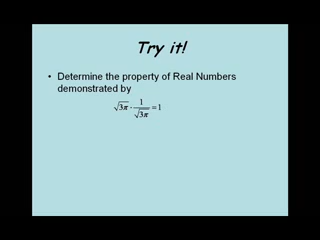 Try it!
• Determine the property of Real Numbers
demonstrated by
√3π · 1/√3π = 1